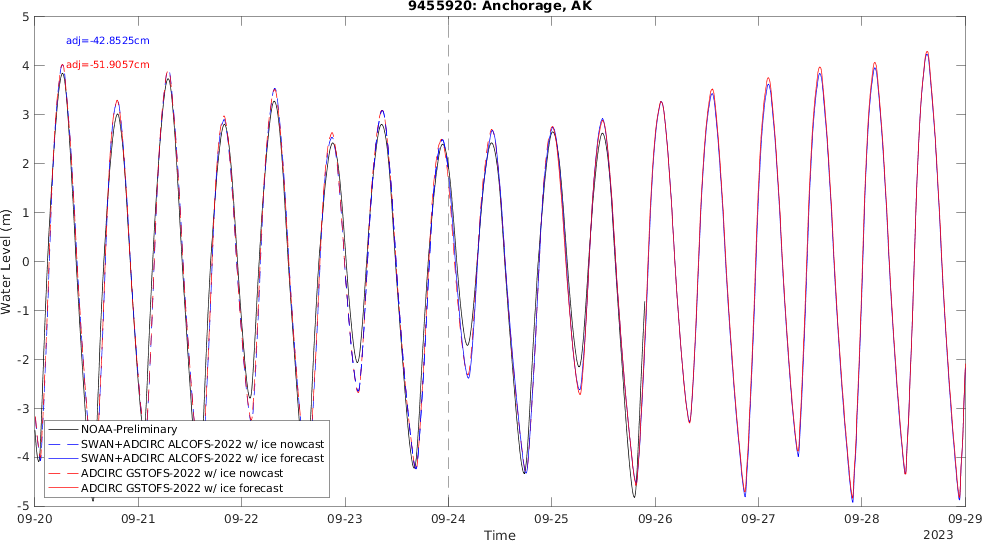 9455920: Anchorage, AK
adj=-42.8525cm
adj=-51.9057cm
Water Level (m)
5
4
3
2
1
0
-1
-2
-3
-4
-5
NOAA-Preliminary
SWAN+ADCIRC ALCOFS-2022 w/ ice nowcast
SWAN+ADCIRC ALCOFS-2022 w/ ice forecast
ADCIRC GSTOFS-2022 w/ ice nowcast
ADCIRC GSTOFS-2022 w/ ice forecast
09-20 09-21 09-22 09-23 09-24 09-25 09-26 09-27 09-28 09-29
Time
2023